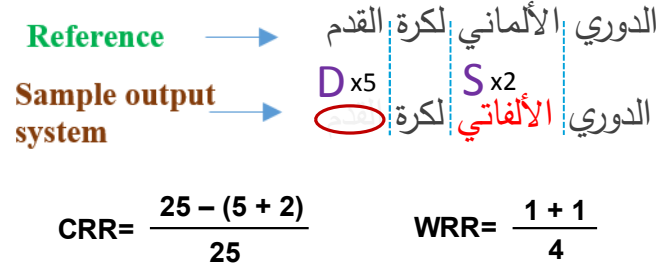 Reference الدوري الألماني لكرة القدم
D x5 S x2
Sample output system الدوري الألفاتي لكرة القدم
CRR= 25 – (5 + 2) / 25
WRR= 1 + 1 / 4